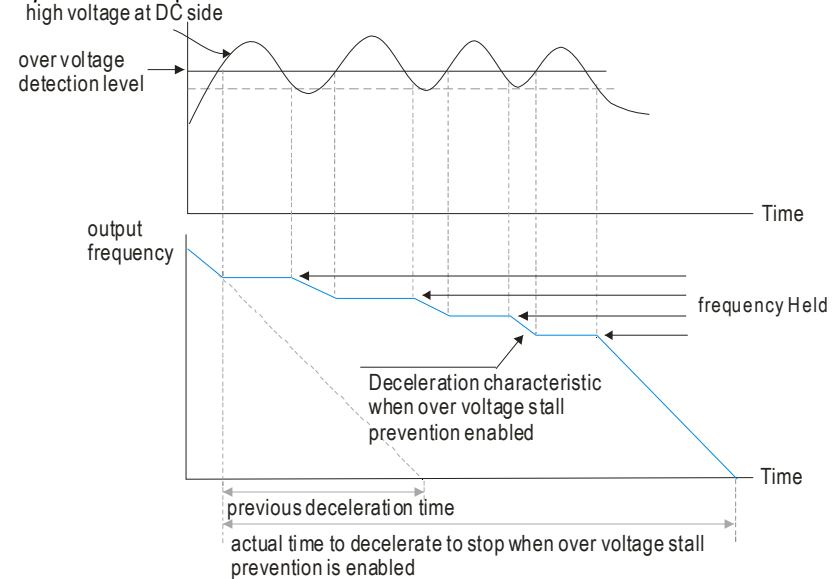 high voltage at DC side
over voltage
detection level
Time
output
frequency
frequency Held
Deceleration characteristic
when over voltage stall
prevention enabled
Time
previous deceleration time
actual time to decelerate to stop when over voltage stall
prevention is enabled